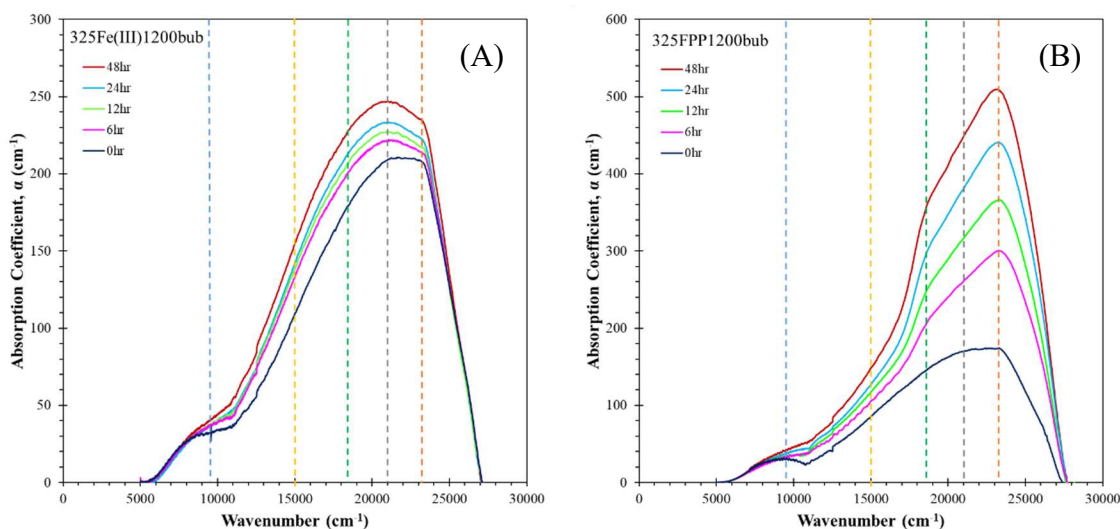 325Fe(III)1200bub
(A)
48hr
24hr
12hr
6hr
0hr
300
250
200
150
100
50
0
Absorption Coefficient, α (cm⁻¹)
0 5000 10000 15000 20000 25000 30000
Wavenumber (cm⁻¹)
325FPP1200bub
(B)
48hr
24hr
12hr
6hr
0hr
600
500
400
300
200
100
0
Absorption Coefficient, α (cm⁻¹)
0 5000 10000 15000 20000 25000 30000
Wavenumber (cm⁻¹)